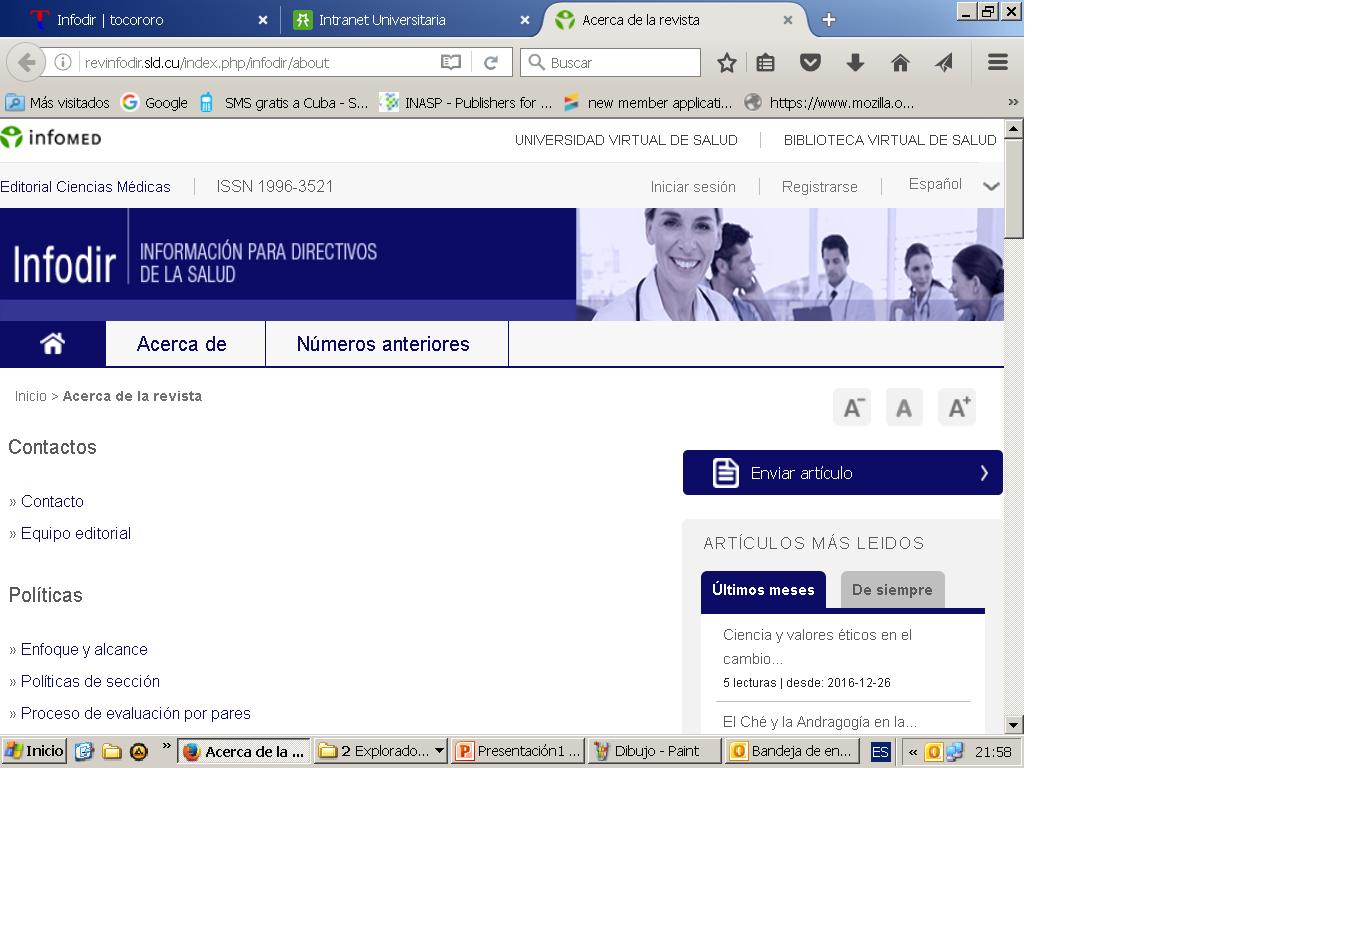 Infodir | tocororo
Intranet Universitaria
Acerca de la revista
revinfodir.sld.cu/index.php/infodir/about
Buscar
Más visitados
Google
SMS gratis a Cuba - S...
INASP - Publishers for ...
new member applicati...
https://www.mozilla.o...
infoMED
UNIVERSIDAD VIRTUAL DE SALUD
BIBLIOTECA VIRTUAL DE SALUD
Editorial Ciencias Médicas
ISSN 1996-3521
Iniciar sesión
Registrarse
Español
Infodir
INFORMACIÓN PARA DIRECTIVOS
DE LA SALUD
Acerca de
Números anteriores
Inicio > Acerca de la revista
A- A A+
Contactos
» Contacto
» Equipo editorial
Políticas
» Enfoque y alcance
» Políticas de sección
» Proceso de evaluación por pares
Enviar artículo
ARTÍCULOS MÁS LEIDOS
Últimos meses
De siempre
Ciencia y valores éticos en el
cambio...
5 lecturas | desde: 2016-12-26
El Ché y la Andragogía en la...
Inicio
»
Acerca de la ...
2 Explorado...
Presentación1 ...
Dibujo - Paint
Bandeja de en...
ES
«
21:58